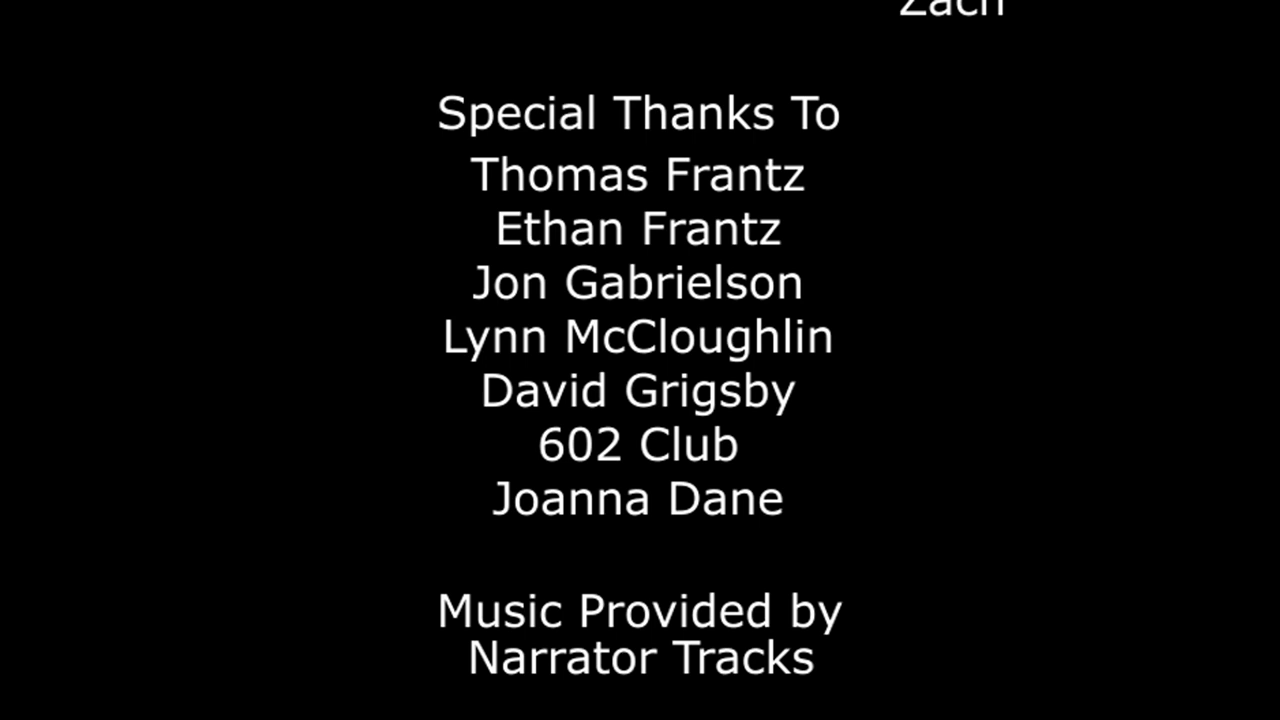 Zach
Special Thanks To
Thomas Frantz
Ethan Frantz
Jon Gabrielson
Lynn McCloughlin
David Grigsby
602 Club
Joanna Dane
Music Provided by
Narrator Tracks